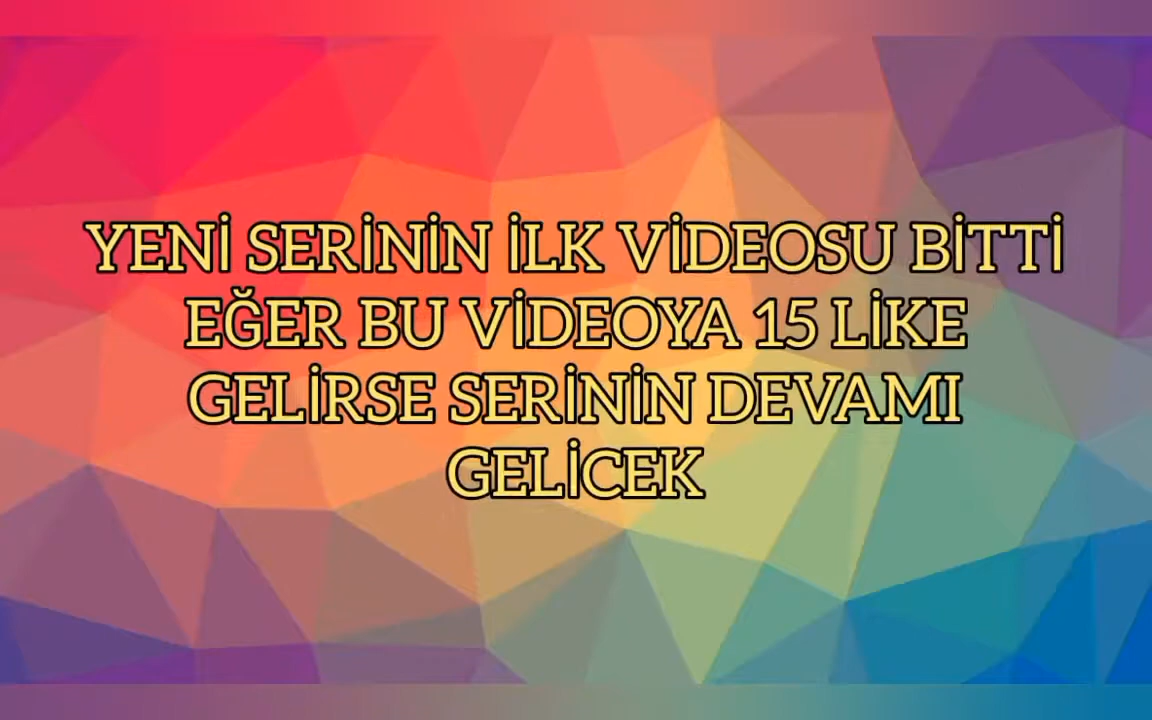 YENİ SERİNİN İLK VİDEOSU BİTTİ
EĞER BU VİDEOYA 15 LİKE
GELİRSE SERİNİN DEVAMI
GELİCEK